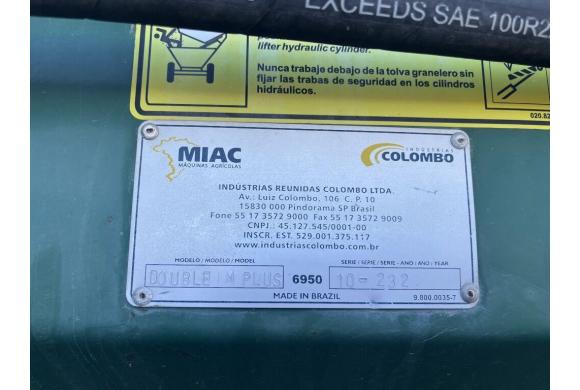 EXCEEDS SAE 100R2
lifter hydraulic cylinder.
Nunca trabaje debajo de la tolva granelero sin
fijar las trabas de seguridad en los cilindros
hidráulicos.
020.82
MIAC
MÁQUINAS AGRÍCOLAS
INDUSTRIAS
COLOMBO
INDÚSTRIAS REUNIDAS COLOMBO LTDA.
Av.: Luiz Colombo, 106 C. P. 10
15830 000 Pindorama SP Brasil
Fone 55 17 3572 9000 Fax 55 17 3572 9009
CNPJ.: 45.127.545/0001-00
INSCR. EST. 529.001.375.117
www.industriascolombo.com.br
MODELO / MODELO / MODEL
SERIE / SÉRIE / SERIE - ANO / AÑO / YEAR
DOUBLE M PLUS 6950 10-232
MADE IN BRAZIL
9.800.0035-7